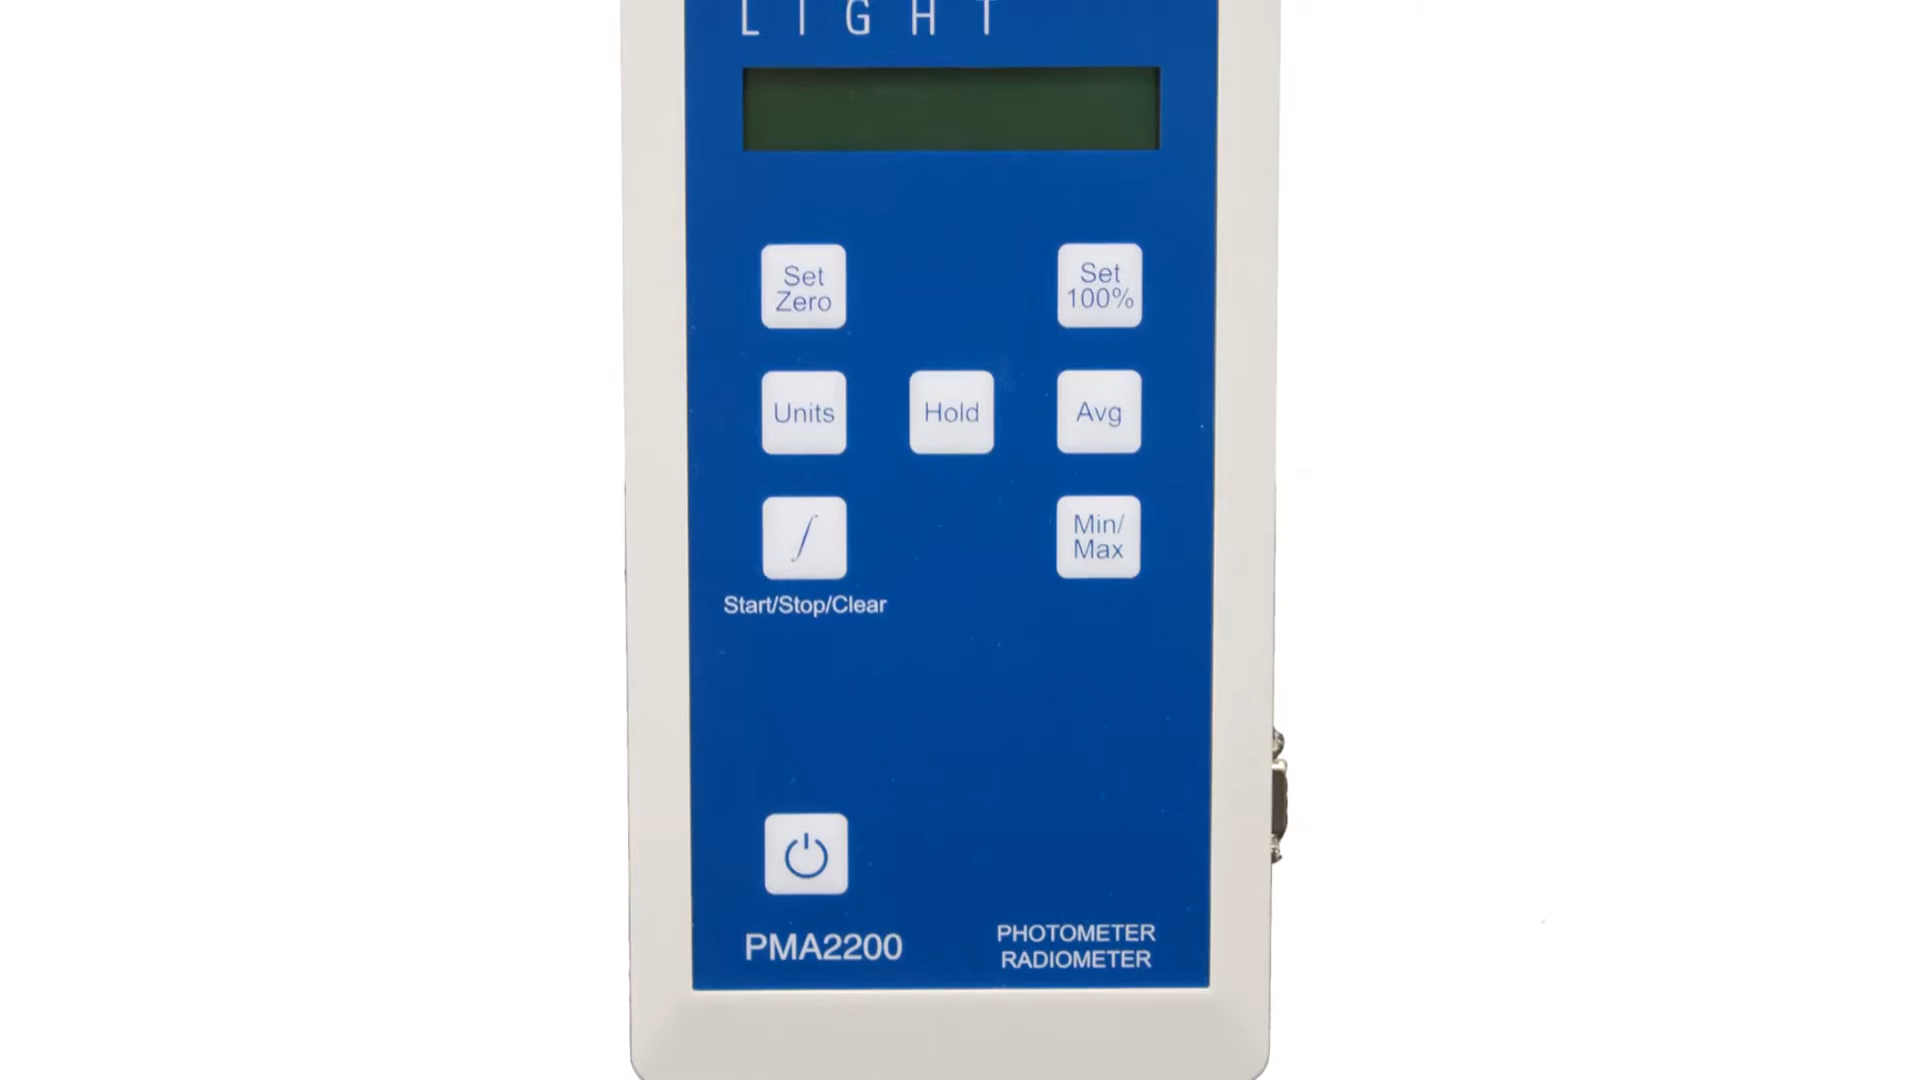 LIGHT
Set
Zero
Set
100%
Units
Hold
Avg
∫
Min/
Max
Start/Stop/Clear
PMA2200
PHOTOMETER
RADIOMETER